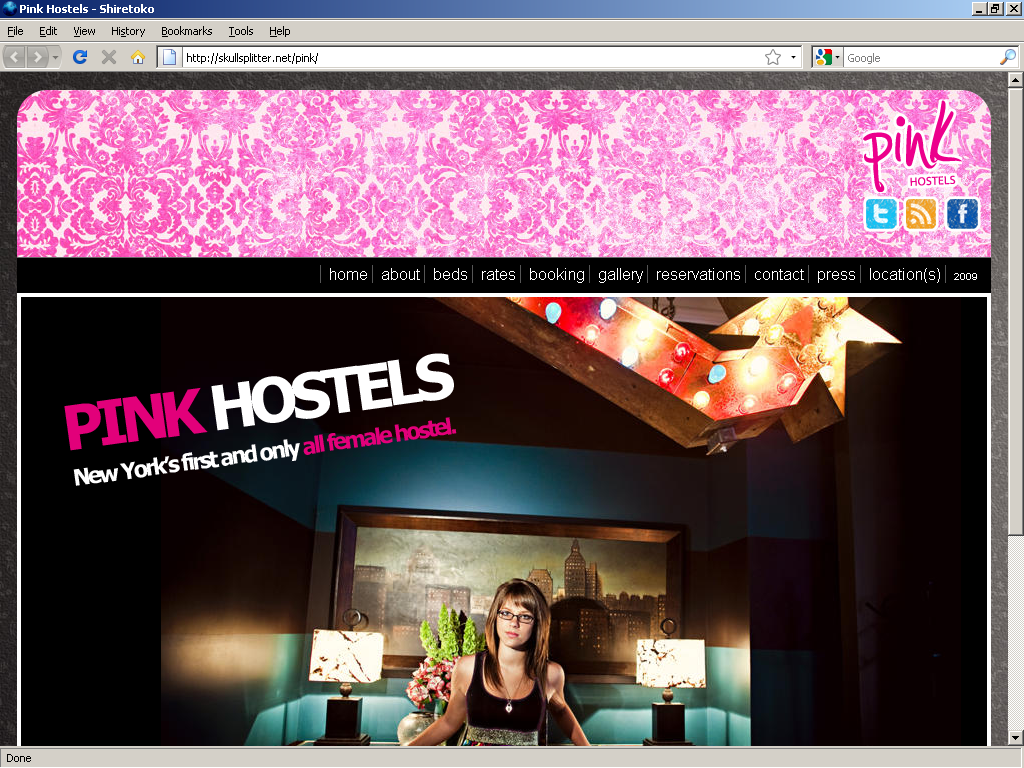 Pink Hostels - Shiretoko
File Edit View History Bookmarks Tools Help
http://skullsplitter.net/pink/
Google
pink
HOSTELS
home about beds rates booking gallery reservations contact press location(s) 2009
PINK HOSTELS
New York's first and only all female hostel.
Done